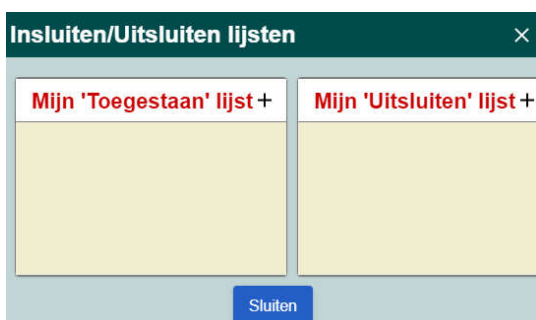 Insluiten/Uitsluiten lijsten
Mijn 'Toegestaan' lijst +
Mijn 'Uitsluiten' lijst +
Sluiten